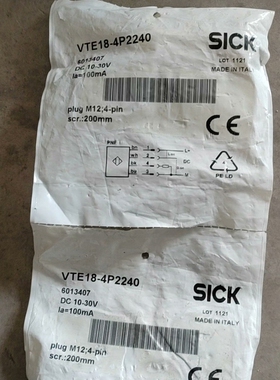 VTE18-4P2240
SICK
6013407
DC 10-30V
Ia=100mA
LOT 1121
MADE IN ITALY
plug M12;4-pin
scr.:200mm
CE
PNP
L+
M
PE LD
VTE18-4P2240
6013407
DC 10-30V
Ia=100mA
SICK
LOT 1121
MADE IN ITALY
plug M12;4-pin
scr.:200mm
CE